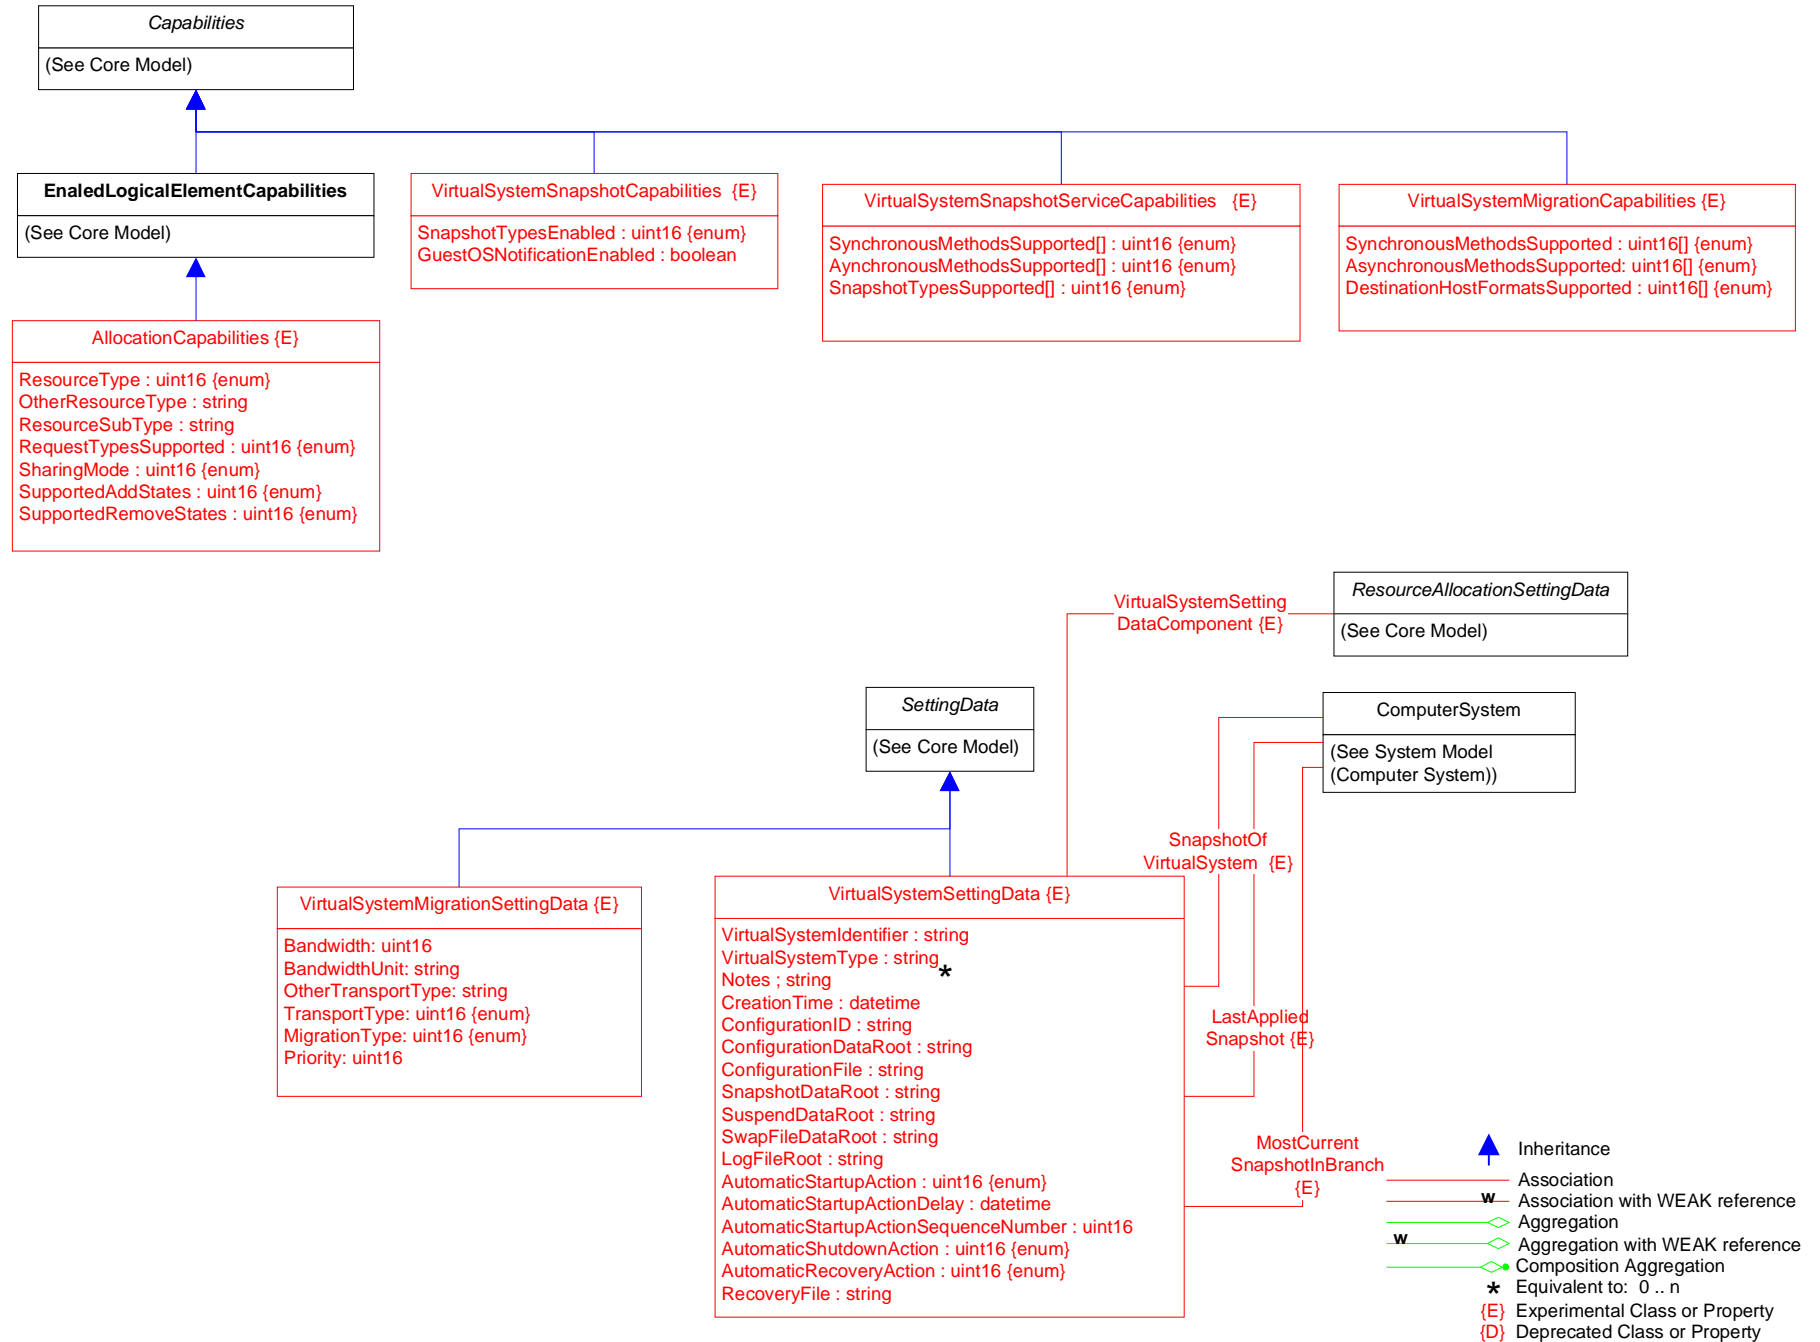 Capabilities
(See Core Model)
EnaledLogicalElementCapabilities
(See Core Model)
VirtualSystemSnapshotCapabilities {E}
SnapshotTypesEnabled : uint16 {enum}
GuestOSNotificationEnabled : boolean
VirtualSystemSnapshotServiceCapabilities {E}
SynchronousMethodsSupported[] : uint16 {enum}
AynchronousMethodsSupported[] : uint16 {enum}
SnapshotTypesSupported[] : uint16 {enum}
VirtualSystemMigrationCapabilities {E}
SynchronousMethodsSupported : uint16[] {enum}
AsynchronousMethodsSupported: uint16[] {enum}
DestinationHostFormatsSupported : uint16[] {enum}
AllocationCapabilities {E}
ResourceType : uint16 {enum}
OtherResourceType : string
ResourceSubType : string
RequestTypesSupported : uint16 {enum}
SharingMode : uint16 {enum}
SupportedAddStates : uint16 {enum}
SupportedRemoveStates : uint16 {enum}
VirtualSystemSetting
DataComponent {E}
ResourceAllocationSettingData
(See Core Model)
SettingData
(See Core Model)
ComputerSystem
(See System Model
(Computer System))
SnapshotOf
VirtualSystem {E}
VirtualSystemMigrationSettingData {E}
Bandwidth: uint16
BandwidthUnit: string
OtherTransportType: string
TransportType: uint16 {enum}
MigrationType: uint16 {enum}
Priority: uint16
VirtualSystemSettingData {E}
VirtualSystemIdentifier : string
VirtualSystemType : string
*
Notes ; string
CreationTime : datetime
ConfigurationID : string
ConfigurationDataRoot : string
ConfigurationFile : string
SnapshotDataRoot : string
SuspendDataRoot : string
SwapFileDataRoot : string
LogFileRoot : string
AutomaticStartupAction : uint16 {enum}
AutomaticStartupActionDelay : datetime
AutomaticStartupActionSequenceNumber : uint16
AutomaticShutdownAction : uint16 {enum}
AutomaticRecoveryAction : uint16 {enum}
RecoveryFile : string
LastApplied
Snapshot {E}
MostCurrent
SnapshotInBranch
{E}
Inheritance
Association
w Association with WEAK reference
Aggregation
w Aggregation with WEAK reference
Composition Aggregation
* Equivalent to: 0 .. n
{E} Experimental Class or Property
{D} Deprecated Class or Property